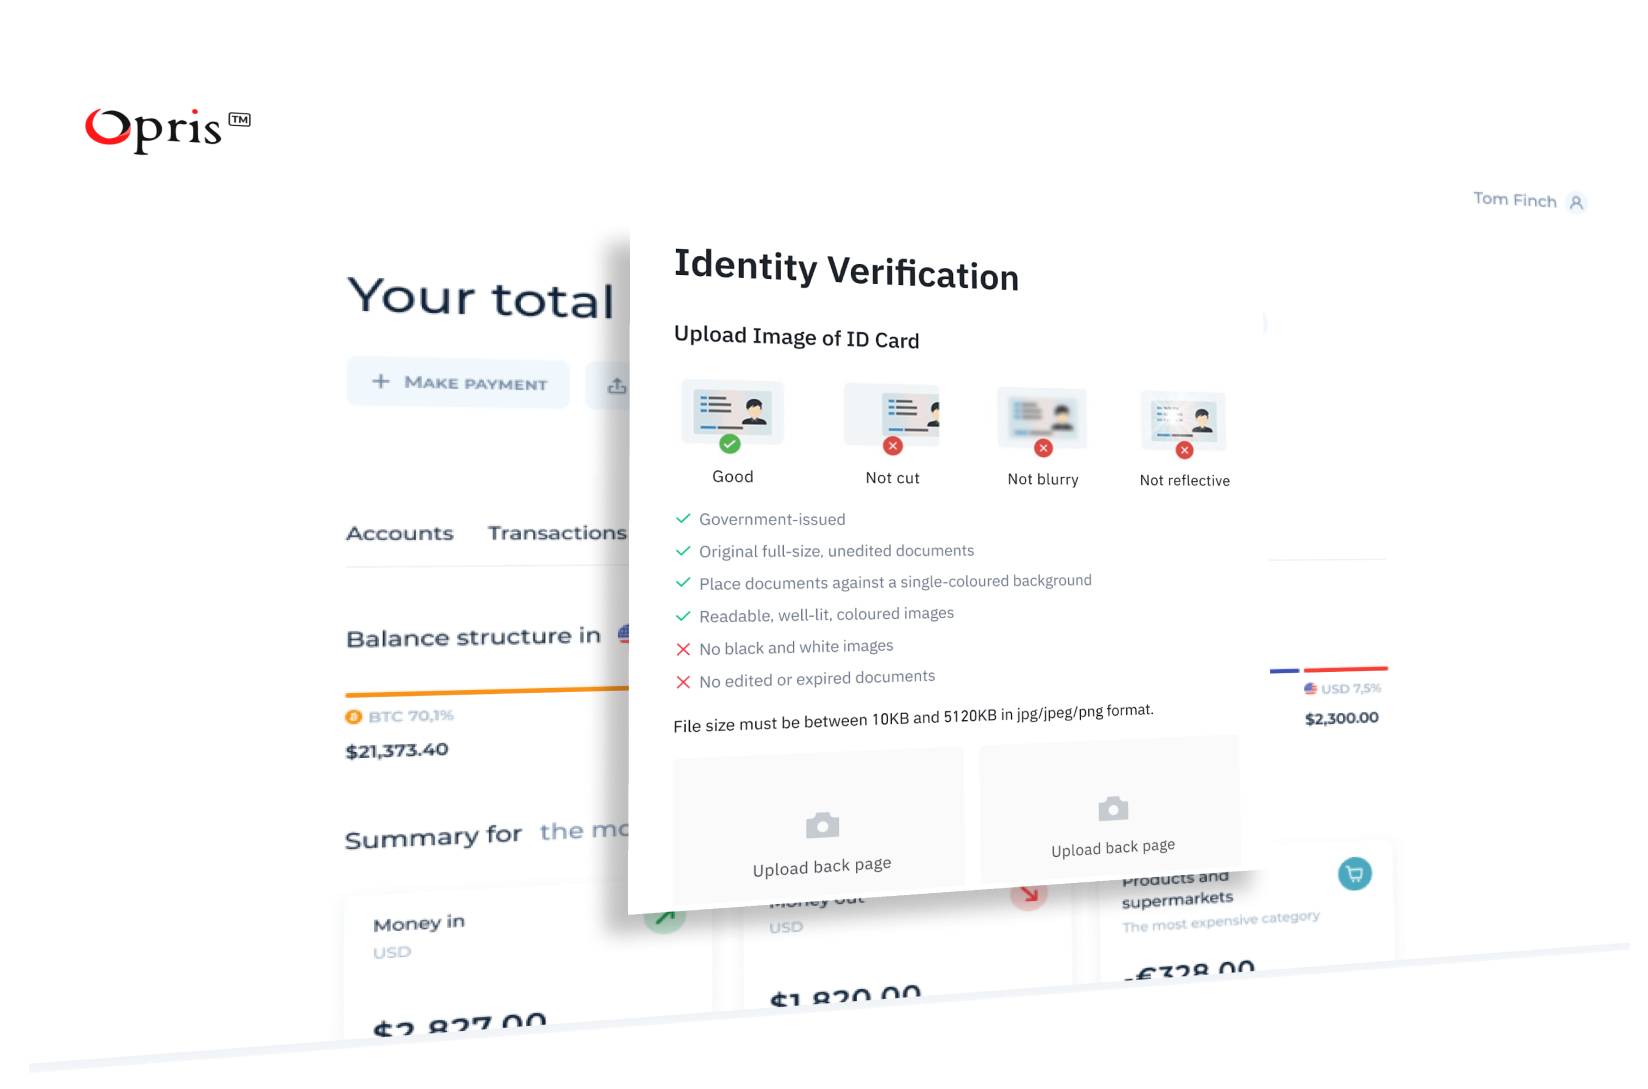 Opris TM
Tom Finch
Your total
MAKE PAYMENT
Accounts Transactions
Balance structure in
BTC 70,1%
$21,373.40
USD 7,5%
$2,300.00
Summary for the mo
Money in
USD
$2,827.00
Money out
USD
$1,820.00
Products and
supermarkets
The most expensive category
-€328.00
Identity Verification
Upload Image of ID Card
Good
Not cut
Not blurry
Not reflective
Government-issued
Original full-size, unedited documents
Place documents against a single-coloured background
Readable, well-lit, coloured images
No black and white images
No edited or expired documents
File size must be between 10KB and 5120KB in jpg/jpeg/png format.
Upload back page
Upload back page